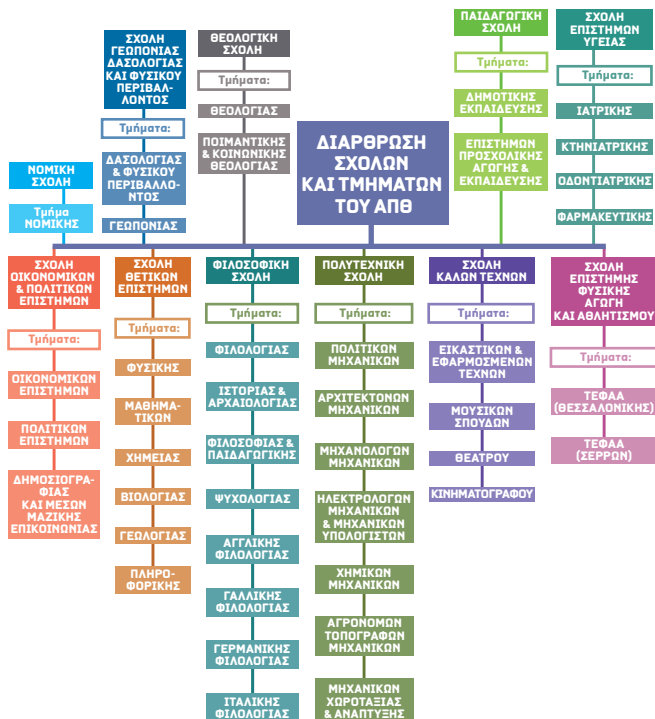 ΔΙΑΡΘΡΩΣΗ
ΣΧΟΛΩΝ
ΚΑΙ ΤΜΗΜΑΤΩΝ
ΤΟΥ ΑΠΘ
ΝΟΜΙΚΗ
ΣΧΟΛΗ
Τμήμα
ΝΟΜΙΚΗΣ
ΣΧΟΛΗ
ΓΕΩΠΟΝΙΑΣ
ΔΑΣΟΛΟΓΙΑΣ
ΚΑΙ ΦΥΣΙΚΟΥ
ΠΕΡΙΒΑΛ-
ΛΟΝΤΟΣ
Τμήματα:
ΔΑΣΟΛΟΓΙΑΣ
& ΦΥΣΙΚΟΥ
ΠΕΡΙΒΑΛΛΟ-
ΝΤΟΣ
ΓΕΩΠΟΝΙΑΣ
ΘΕΟΛΟΓΙΚΗ
ΣΧΟΛΗ
Τμήματα:
ΘΕΟΛΟΓΙΑΣ
ΠΟΙΜΑΝΤΙΚΗΣ
& ΚΟΙΝΩΝΙΚΗΣ
ΘΕΟΛΟΓΙΑΣ
ΠΑΙΔΑΓΩΓΙΚΗ
ΣΧΟΛΗ
Τμήματα:
ΔΗΜΟΤΙΚΗΣ
ΕΚΠΑΙΔΕΥΣΗΣ
ΕΠΙΣΤΗΜΩΝ
ΠΡΟΣΧΟΛΙΚΗΣ
ΑΓΩΓΗΣ &
ΕΚΠΑΙΔΕΥΣΗΣ
ΣΧΟΛΗ
ΕΠΙΣΤΗΜΩΝ
ΥΓΕΙΑΣ
Τμήματα:
ΙΑΤΡΙΚΗΣ
ΚΤΗΝΙΑΤΡΙΚΗΣ
ΟΔΟΝΤΙΑΤΡΙΚΗΣ
ΦΑΡΜΑΚΕΥΤΙΚΗΣ
ΣΧΟΛΗ
ΟΙΚΟΝΟΜΙΚΩΝ
& ΠΟΛΙΤΙΚΩΝ
ΕΠΙΣΤΗΜΩΝ
Τμήματα:
ΟΙΚΟΝΟΜΙΚΩΝ
ΕΠΙΣΤΗΜΩΝ
ΠΟΛΙΤΙΚΩΝ
ΕΠΙΣΤΗΜΩΝ
ΔΗΜΟΣΙΟΓΡΑ-
ΦΙΑΣ
ΚΑΙ ΜΕΣΩΝ
ΜΑΖΙΚΗΣ
ΕΠΙΚΟΙΝΩΝΙΑΣ
ΣΧΟΛΗ
ΘΕΤΙΚΩΝ
ΕΠΙΣΤΗΜΩΝ
Τμήματα:
ΦΥΣΙΚΗΣ
ΜΑΘΗΜΑ-
ΤΙΚΩΝ
ΧΗΜΕΙΑΣ
ΒΙΟΛΟΓΙΑΣ
ΓΕΩΛΟΓΙΑΣ
ΠΛΗΡΟ-
ΦΟΡΙΚΗΣ
ΦΙΛΟΣΟΦΙΚΗ
ΣΧΟΛΗ
Τμήματα:
ΦΙΛΟΛΟΓΙΑΣ
ΙΣΤΟΡΙΑΣ &
ΑΡΧΑΙΟΛΟΓΙΑΣ
ΦΙΛΟΣΟΦΙΑΣ &
ΠΑΙΔΑΓΩΓΙΚΗΣ
ΨΥΧΟΛΟΓΙΑΣ
ΑΓΓΛΙΚΗΣ
ΦΙΛΟΛΟΓΙΑΣ
ΓΑΛΛΙΚΗΣ
ΦΙΛΟΛΟΓΙΑΣ
ΓΕΡΜΑΝΙΚΗΣ
ΦΙΛΟΛΟΓΙΑΣ
ΙΤΑΛΙΚΗΣ
ΦΙΛΟΛΟΓΙΑΣ
ΠΟΛΥΤΕΧΝΙΚΗ
ΣΧΟΛΗ
Τμήματα:
ΠΟΛΙΤΙΚΩΝ
ΜΗΧΑΝΙΚΩΝ
ΑΡΧΙΤΕΚΤΟΝΩΝ
ΜΗΧΑΝΙΚΩΝ
ΜΗΧΑΝΟΛΟΓΩΝ
ΜΗΧΑΝΙΚΩΝ
ΗΛΕΚΤΡΟΛΟΓΩΝ
ΜΗΧΑΝΙΚΩΝ
& ΜΗΧΑΝΙΚΩΝ
ΥΠΟΛΟΓΙΣΤΩΝ
ΧΗΜΙΚΩΝ
ΜΗΧΑΝΙΚΩΝ
ΑΓΡΟΝΟΜΩΝ
ΤΟΠΟΓΡΑΦΩΝ
ΜΗΧΑΝΙΚΩΝ
ΜΗΧΑΝΙΚΩΝ
ΧΩΡΟΤΑΞΙΑΣ
& ΑΝΑΠΤΥΞΗΣ
ΣΧΟΛΗ
ΚΑΛΩΝ ΤΕΧΝΩΝ
Τμήματα:
ΕΙΚΑΣΤΙΚΩΝ &
ΕΦΑΡΜΟΣΜΕΝΩΝ
ΤΕΧΝΩΝ
ΜΟΥΣΙΚΩΝ
ΣΠΟΥΔΩΝ
ΘΕΑΤΡΟΥ
ΚΙΝΗΜΑΤΟΓΡΑΦΟΥ
ΣΧΟΛΗ
ΕΠΙΣΤΗΜΗΣ
ΦΥΣΙΚΗΣ
ΑΓΩΓΗ
ΚΑΙ ΑΘΛΗΤΙΣΜΟΥ
Τμήματα:
ΤΕΦΑΑ
(ΘΕΣΣΑΛΟΝΙΚΗΣ)
ΤΕΦΑΑ
(ΣΕΡΡΩΝ)